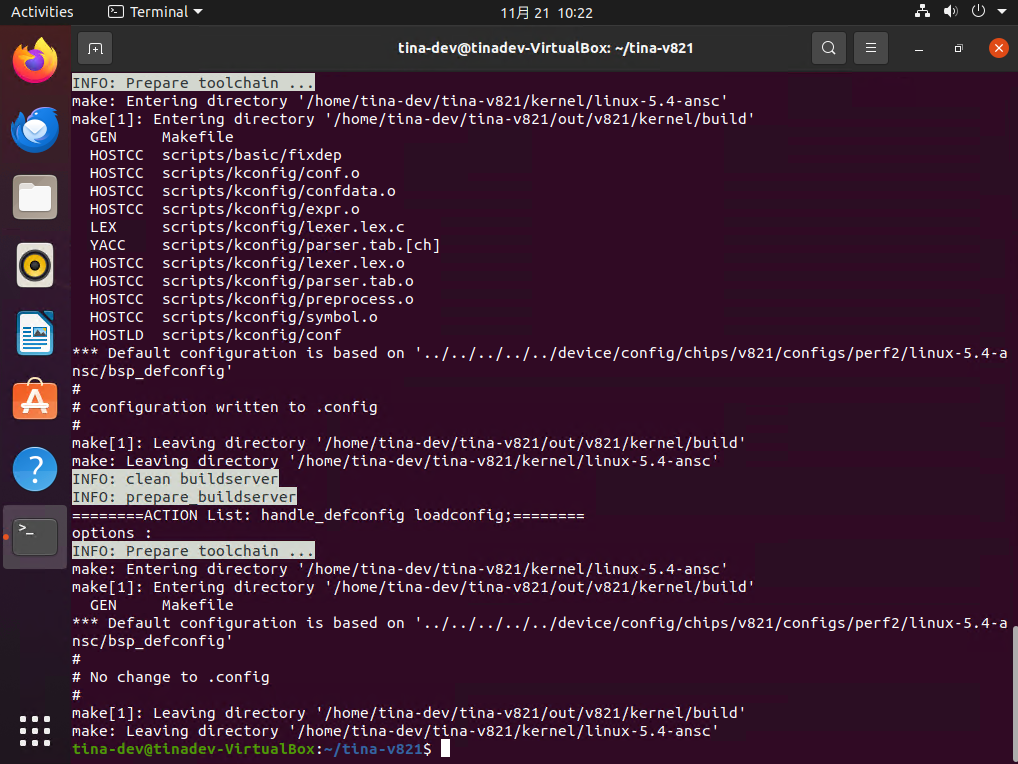 Activities
Terminal
11月 21 10:22
tina-dev@tinadev-VirtualBox: ~/tina-v821
INFO: Prepare toolchain ...
make: Entering directory '/home/tina-dev/tina-v821/kernel/linux-5.4-ansc'
make[1]: Entering directory '/home/tina-dev/tina-v821/out/v821/kernel/build'
  GEN     Makefile
  HOSTCC  scripts/basic/fixdep
  HOSTCC  scripts/kconfig/conf.o
  HOSTCC  scripts/kconfig/confdata.o
  HOSTCC  scripts/kconfig/expr.o
  LEX     scripts/kconfig/lexer.lex.c
  YACC    scripts/kconfig/parser.tab.[ch]
  HOSTCC  scripts/kconfig/lexer.lex.o
  HOSTCC  scripts/kconfig/parser.tab.o
  HOSTCC  scripts/kconfig/preprocess.o
  HOSTCC  scripts/kconfig/symbol.o
  HOSTLD  scripts/kconfig/conf
*** Default configuration is based on '../../../../../device/config/chips/v821/configs/perf2/linux-5.4-a
nsc/bsp_defconfig'
#
# configuration written to .config
#
make[1]: Leaving directory '/home/tina-dev/tina-v821/out/v821/kernel/build'
make: Leaving directory '/home/tina-dev/tina-v821/kernel/linux-5.4-ansc'
INFO: clean buildserver
INFO: prepare_buildserver
========ACTION List: handle_defconfig loadconfig;========
options :
INFO: Prepare toolchain ...
make: Entering directory '/home/tina-dev/tina-v821/kernel/linux-5.4-ansc'
make[1]: Entering directory '/home/tina-dev/tina-v821/out/v821/kernel/build'
  GEN     Makefile
*** Default configuration is based on '../../../../../device/config/chips/v821/configs/perf2/linux-5.4-a
nsc/bsp_defconfig'
#
# No change to .config
#
make[1]: Leaving directory '/home/tina-dev/tina-v821/out/v821/kernel/build'
make: Leaving directory '/home/tina-dev/tina-v821/kernel/linux-5.4-ansc'
tina-dev@tinadev-VirtualBox:~/tina-v821$